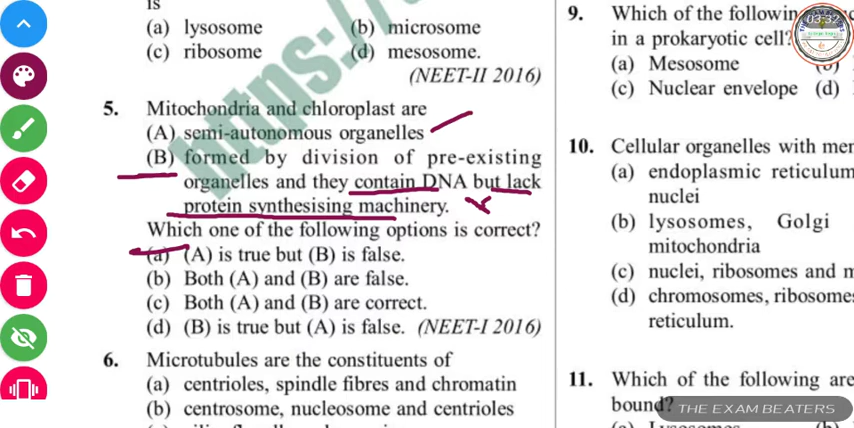 is
(a) lysosome (b) microsome
(c) ribosome (d) mesosome.
(NEET-II 2016)
5. Mitochondria and chloroplast are
(A) semi-autonomous organelles
(B) formed by division of pre-existing
organelles and they contain DNA but lack
protein synthesising machinery.
Which one of the following options is correct?
(a) (A) is true but (B) is false.
(b) Both (A) and (B) are false.
(c) Both (A) and (B) are correct.
(d) (B) is true but (A) is false. (NEET-I 2016)
6. Microtubules are the constituents of
(a) centrioles, spindle fibres and chromatin
(b) centrosome, nucleosome and centrioles
9. Which of the
in a prokaryotic cell?
(a) Mesosome (b)
(c) Nuclear envelope (d)
10. Cellular organelles with
(a) endoplasmic reticulum
nuclei
(b) lysosomes, Golgi
mitochondria
(c) nuclei, ribosomes and
(d) chromosomes,
reticulum.
11. Which of the following are
bound?
03:32
https:/
THE EXAM BEATERS